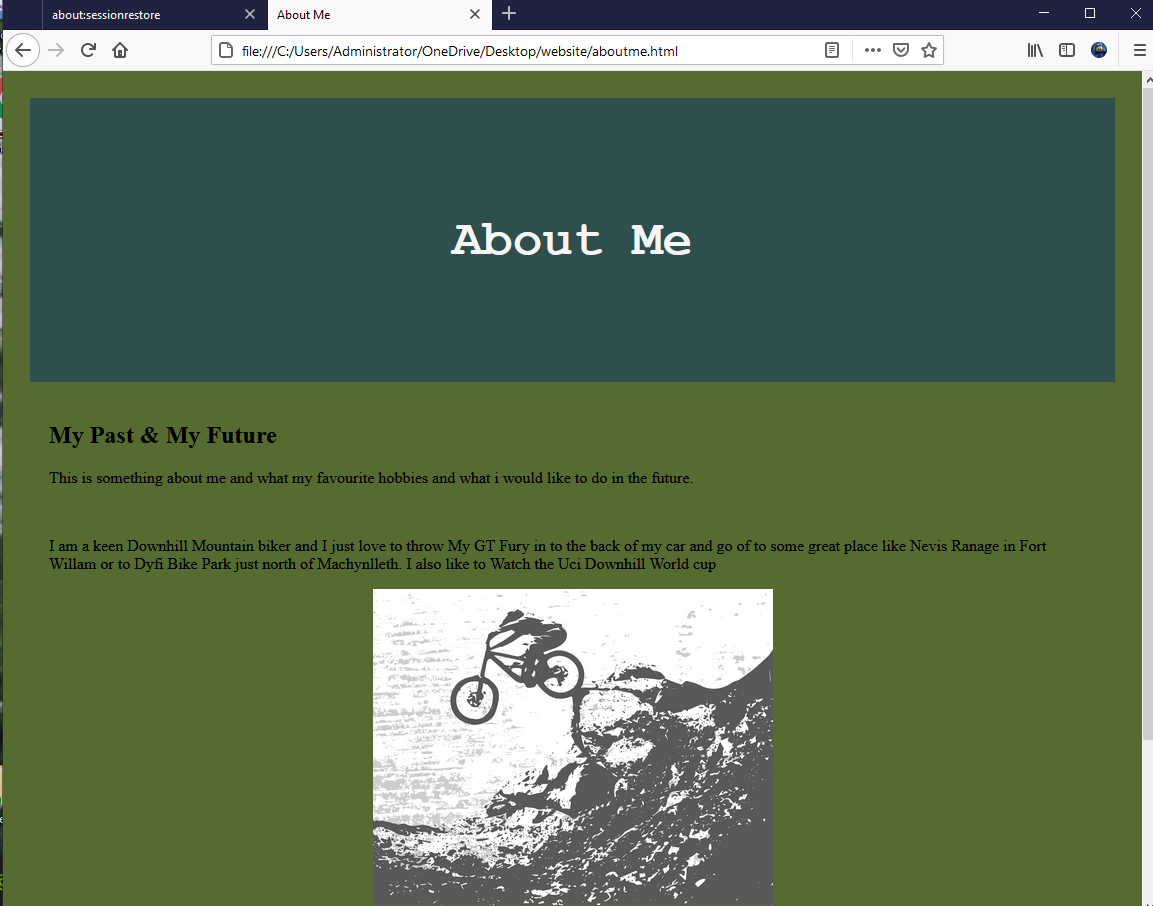 about:sessionrestore
About Me
file:///C:/Users/Administrator/OneDrive/Desktop/website/aboutme.html
About Me
My Past & My Future
This is something about me and what my favourite hobbies and what i would like to do in the future.
I am a keen Downhill Mountain biker and I just love to throw My GT Fury in to the back of my car and go of to some great place like Nevis Ranage in Fort
Willam or to Dyfi Bike Park just north of Machynlleth. I also like to Watch the Uci Downhill World cup